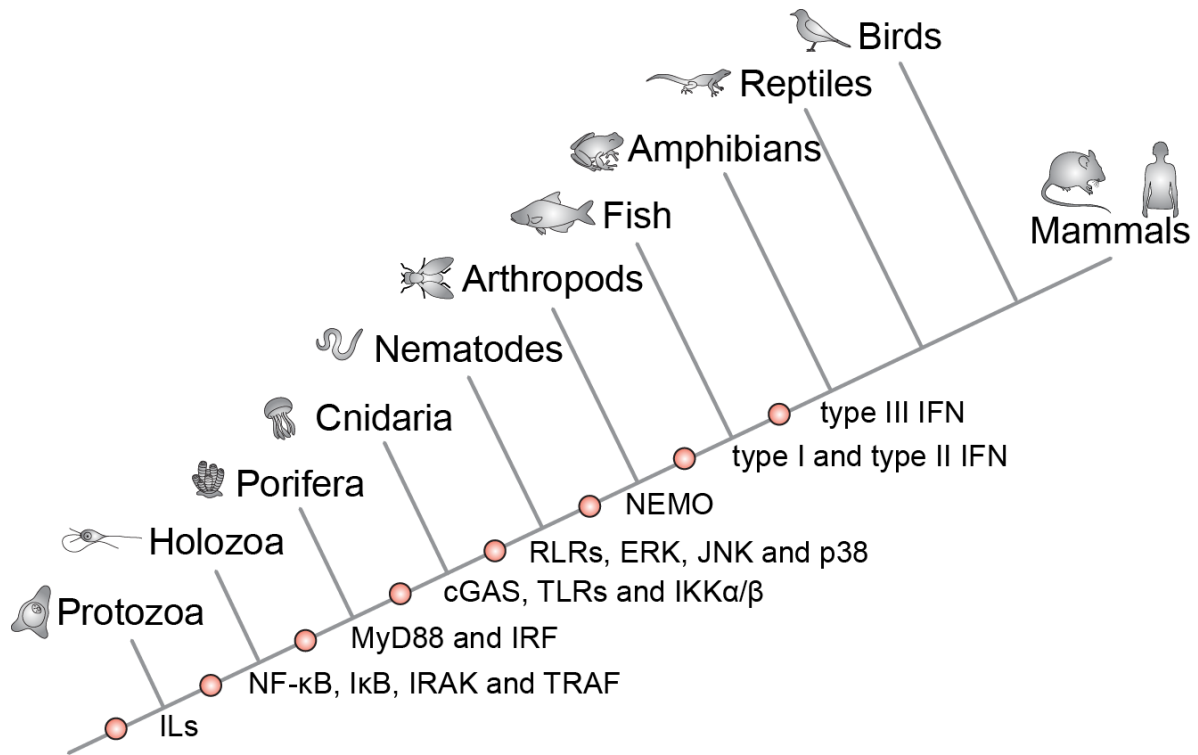 Birds
Reptiles
Amphibians
Mammals
Fish
Arthropods
Nematodes
Cnidaria
type III IFN
type I and type II IFN
Porifera
NEMO
Holozoa
RLRs, ERK, JNK and p38
cGAS, TLRs and IKKα/β
Protozoa
MyD88 and IRF
NF-κB, IκB, IRAK and TRAF
ILs